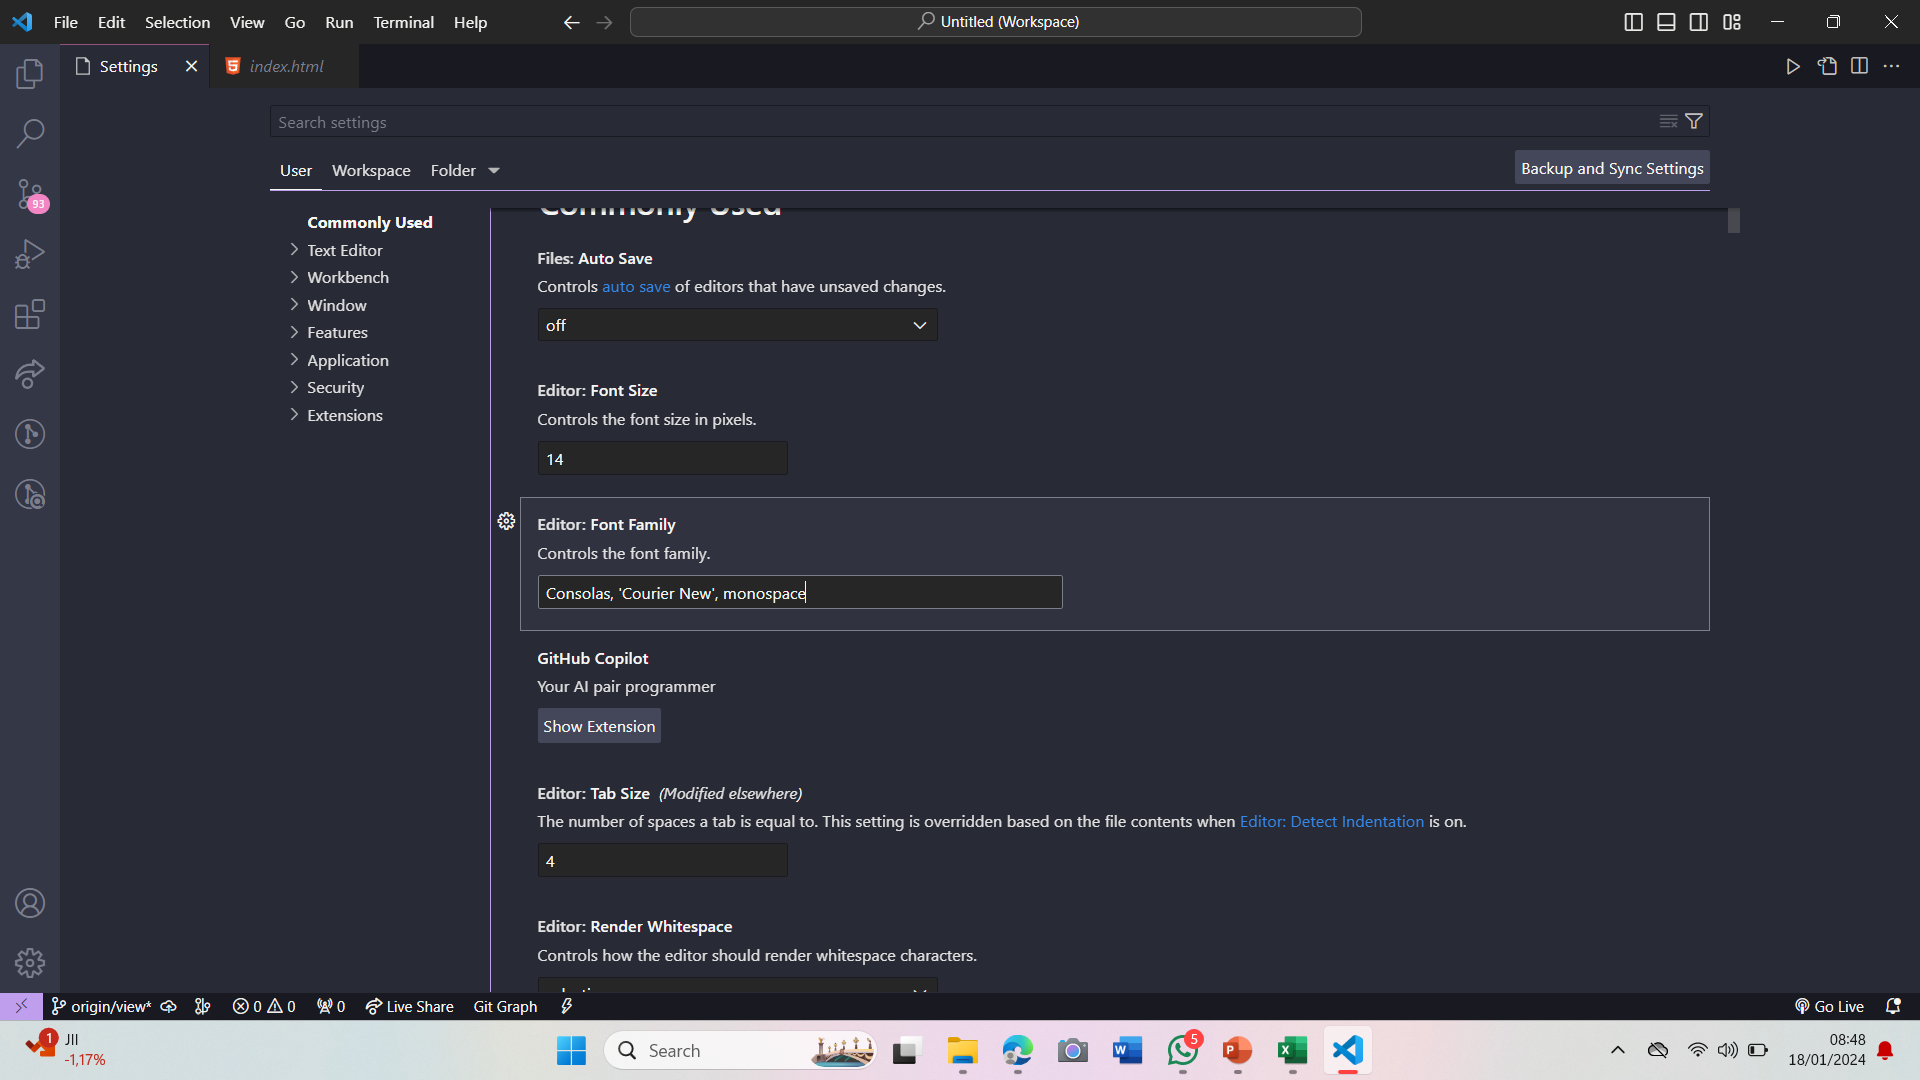 File Edit Selection View Go Run Terminal Help
Untitled (Workspace)
Settings
index.html
Search settings
User Workspace Folder
Backup and Sync Settings
93
Commonly Used
Text Editor
Workbench
Window
Features
Application
Security
Extensions
Commonly Used
Files: Auto Save
Controls auto save of editors that have unsaved changes.
off
Editor: Font Size
Controls the font size in pixels.
14
Editor: Font Family
Controls the font family.
Consolas, 'Courier New', monospace
GitHub Copilot
Your AI pair programmer
Show Extension
Editor: Tab Size (Modified elsewhere)
The number of spaces a tab is equal to. This setting is overridden based on the file contents when Editor: Detect Indentation is on.
4
Editor: Render Whitespace
Controls how the editor should render whitespace characters.
origin/view* 0 0 0 Live Share Git Graph Go Live
1 JII
-1,17%
Search
5
08:48
18/01/2024